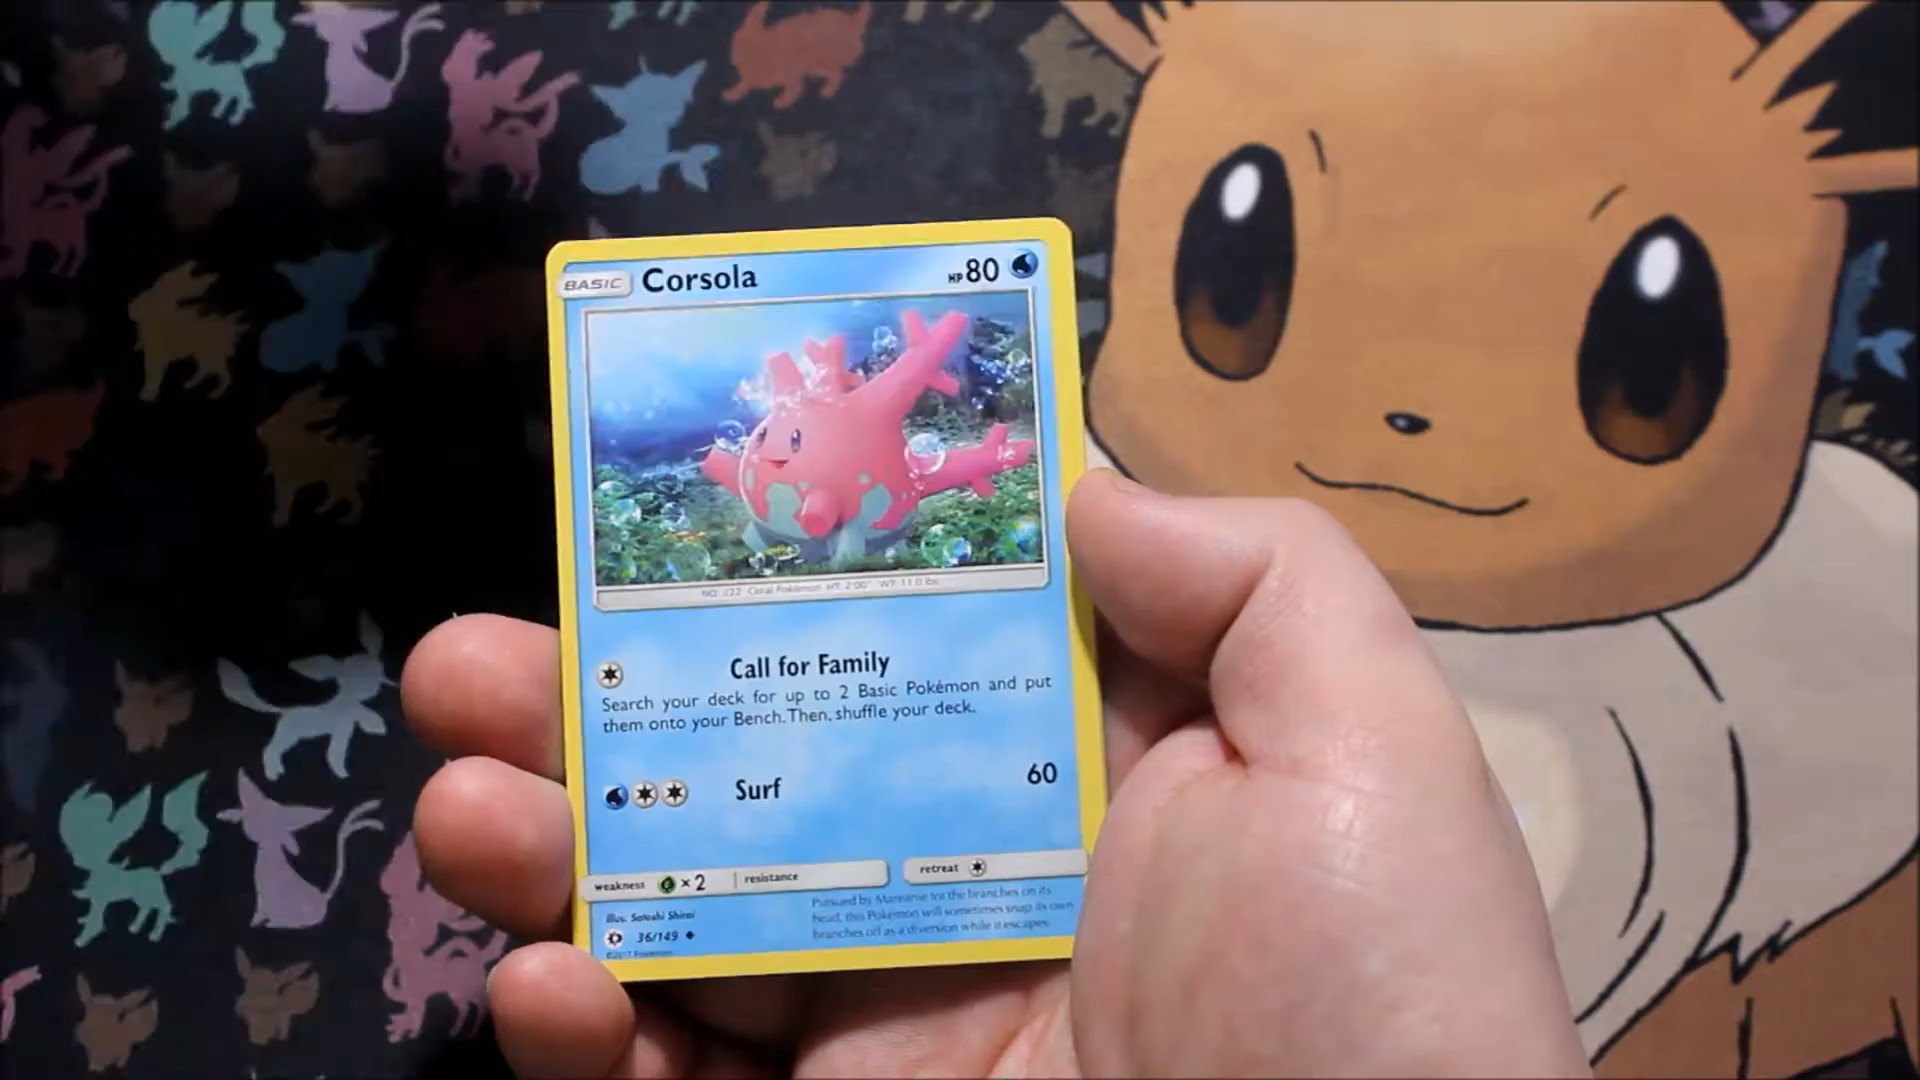 BASIC Corsola HP 80
NO. 222 Coral Pokémon HT: 2'00" WT: 11.0 lbs.
Call for Family
Search your deck for up to 2 Basic Pokémon and put
them onto your Bench. Then, shuffle your deck.
Surf 60
weakness ×2 resistance retreat
Pursued by Mareanie for the branches on its
head, this Pokémon will sometimes snap its own
branches off as a diversion while it escapes.
Illus. Satoshi Shirai
36/149
©2017 Pokémon